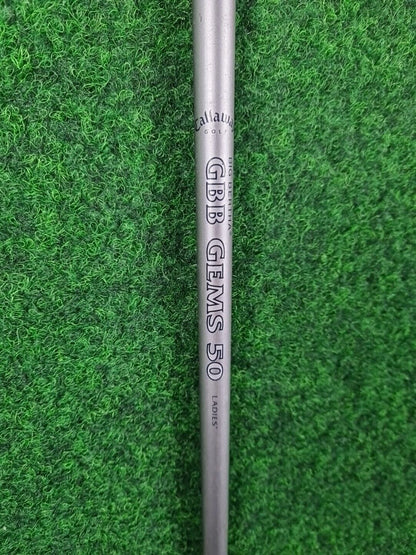 Callaway
GOLF
BIG BERTHA
GBB GEMS 50
LADIES'